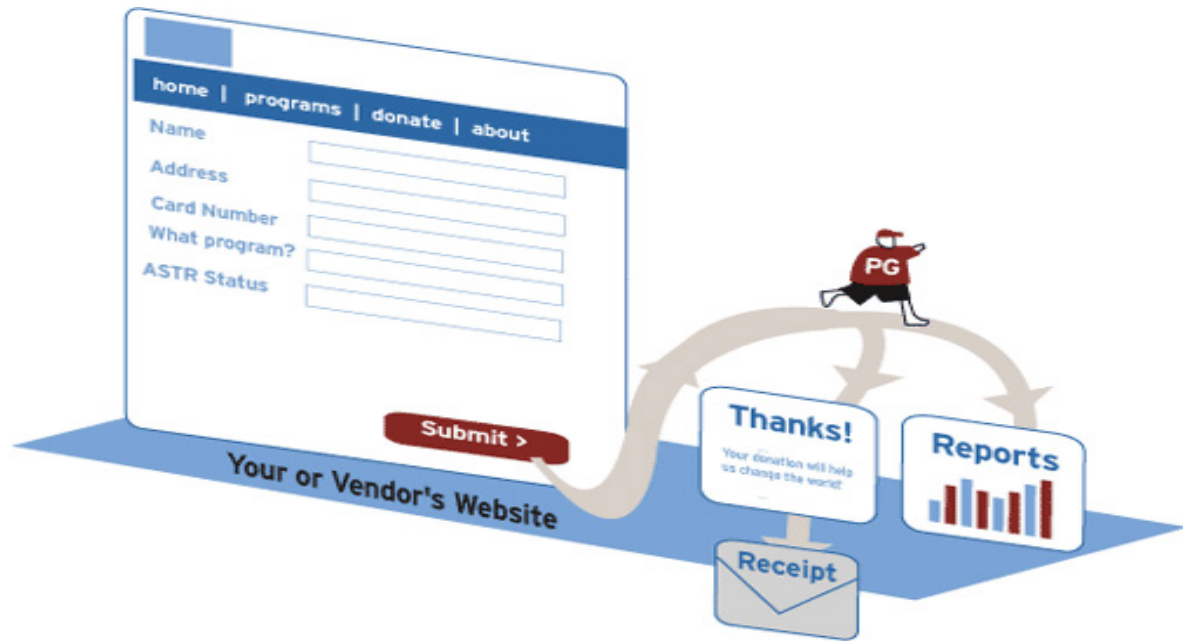 home | programs | donate | about
Name
Address
Card Number
What program?
ASTR Status
Submit >
Your or Vendor's Website
PG
Thanks!
Your donation will help
us change the world!
Receipt
Reports